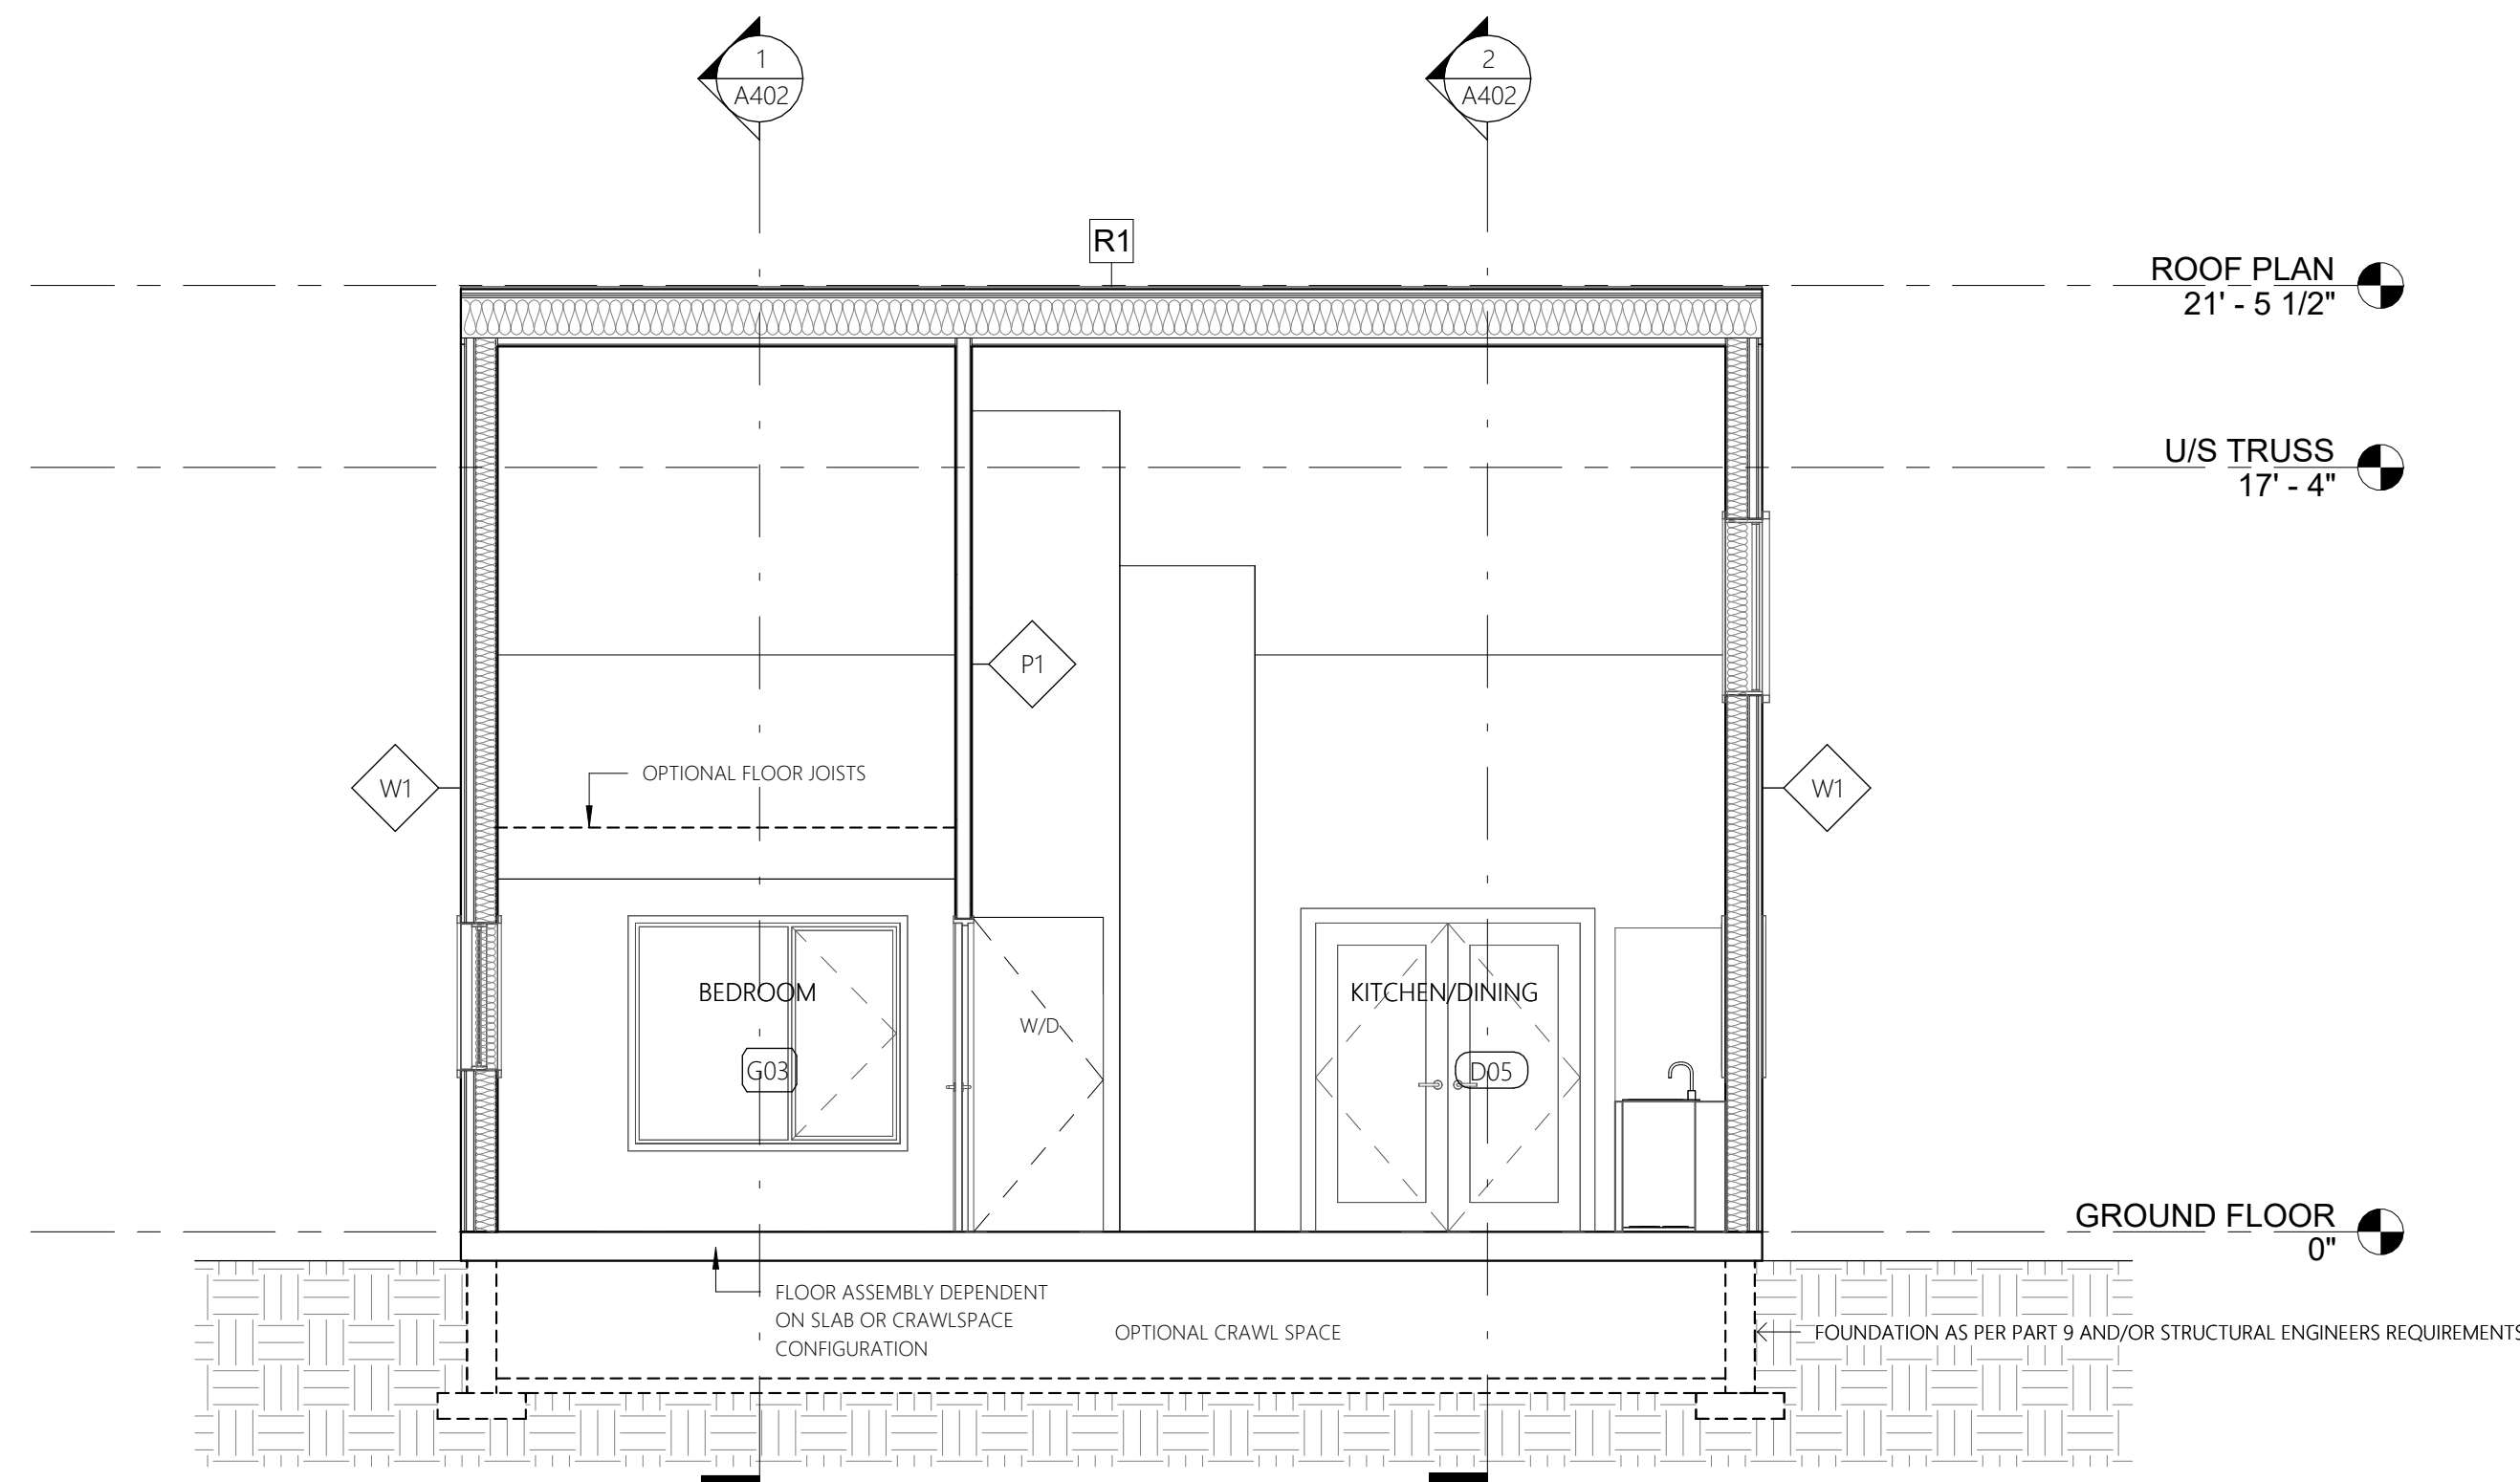 1
A402
2
A402
R1
ROOF PLAN
21' - 5 1/2"
U/S TRUSS
17' - 4"
P1
OPTIONAL FLOOR JOISTS
W1
W1
BEDROOM
KITCHEN/DINING
W/D
G03
D05
GROUND FLOOR
0"
FLOOR ASSEMBLY DEPENDENT
ON SLAB OR CRAWLSPACE
CONFIGURATION
OPTIONAL CRAWL SPACE
FOUNDATION AS PER PART 9 AND/OR STRUCTURAL ENGINEERS REQUIREMENTS